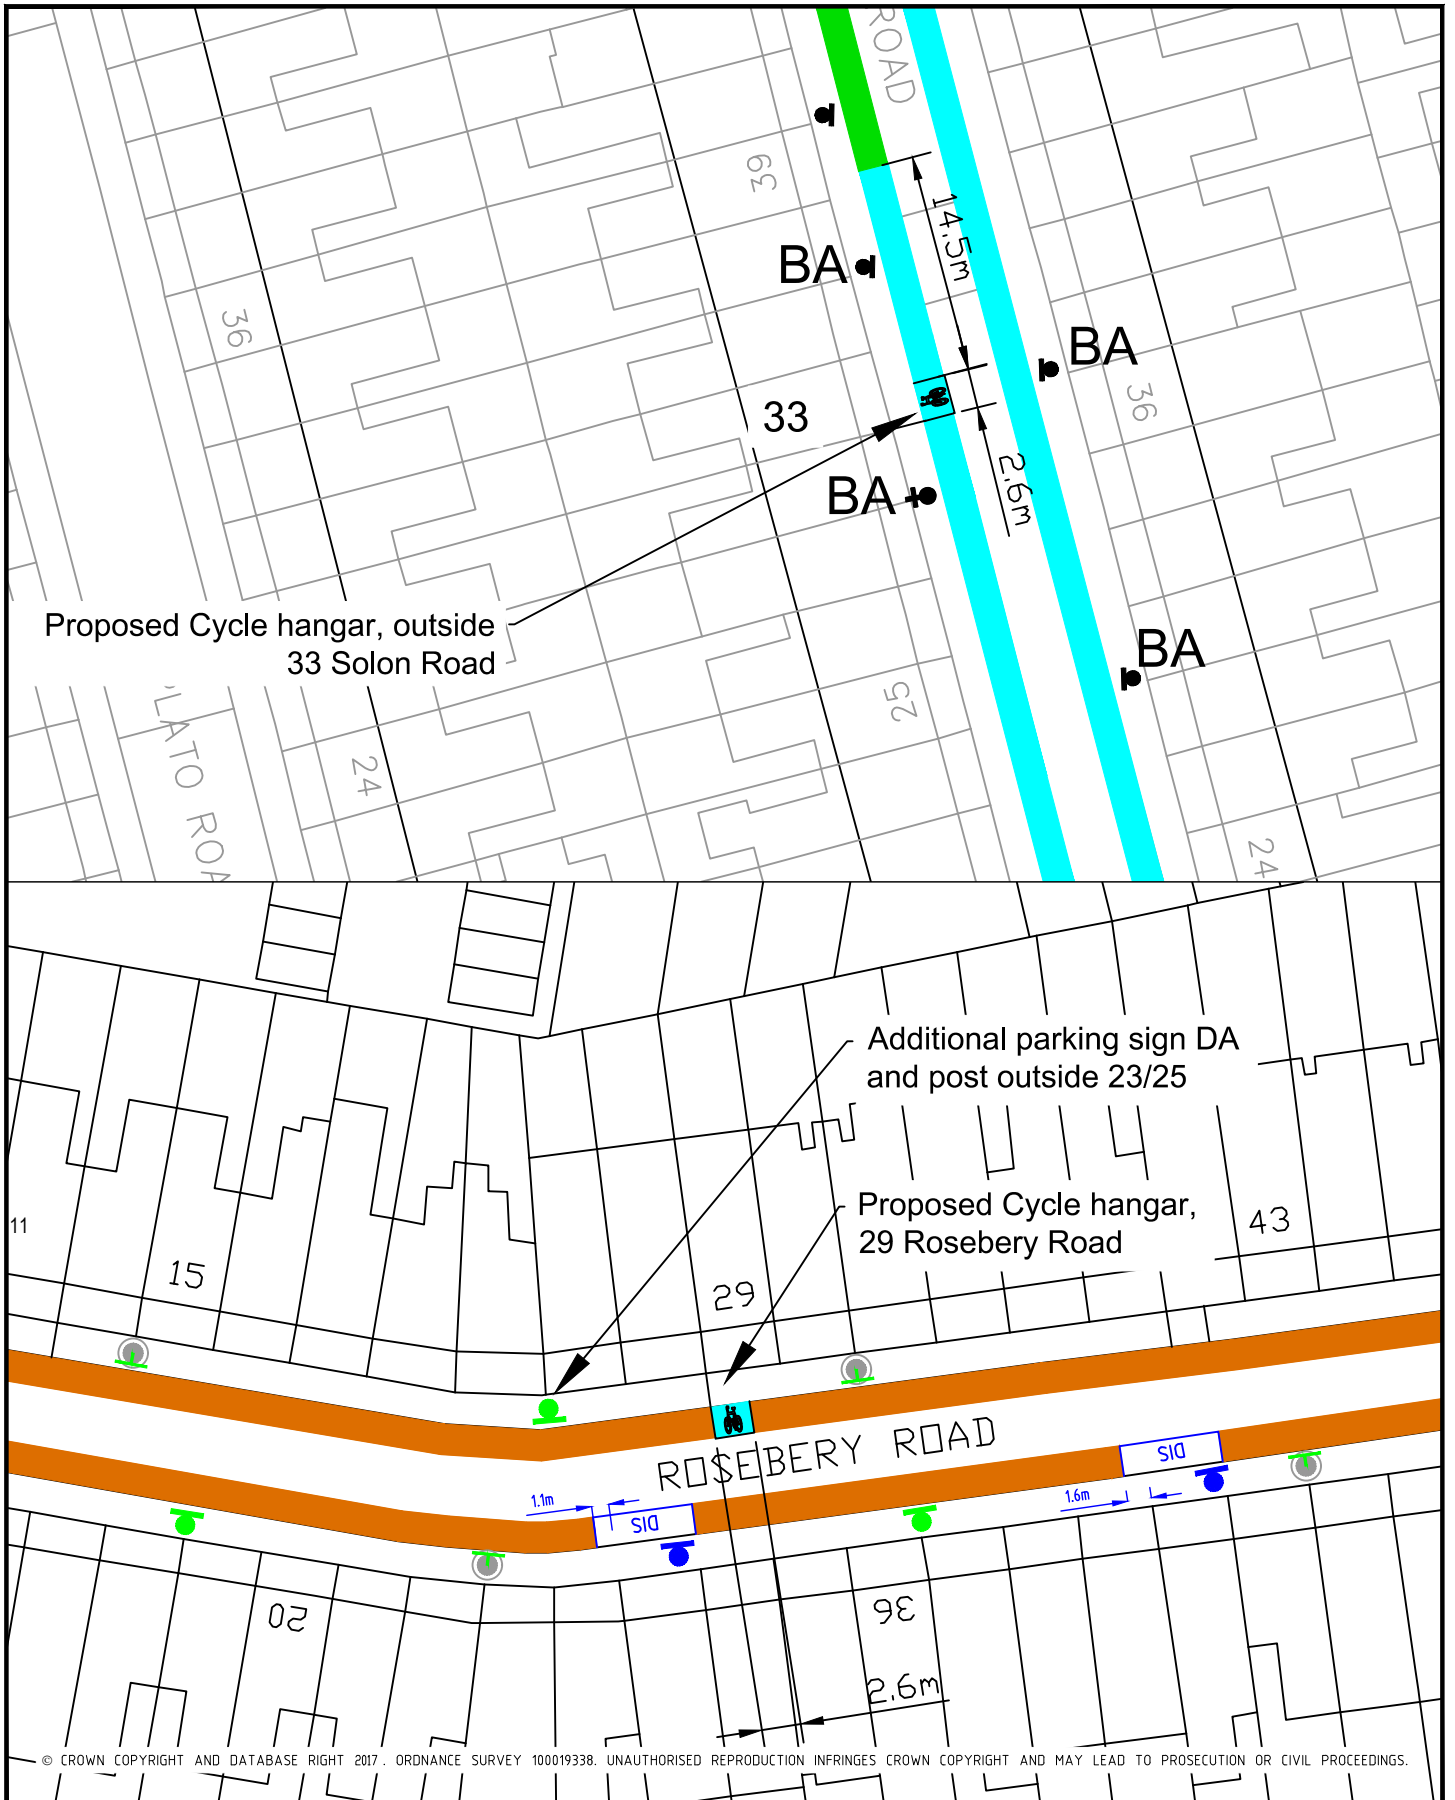 ROAD
39
14.5m
BA
36
BA
36
33
2.6m
BA
Proposed Cycle hangar, outside
33 Solon Road
BA
25
PLATO ROA
24
24
Additional parking sign DA
and post outside 23/25
Proposed Cycle hangar,
29 Rosebery Road
43
11
15
29
ROSEBERY ROAD
DIS
1.1m
1.6m
DIS
20
36
2.6m
© CROWN COPYRIGHT AND DATABASE RIGHT 2017. ORDNANCE SURVEY 100019338. UNAUTHORISED REPRODUCTION INFRINGES CROWN COPYRIGHT AND MAY LEAD TO PROSECUTION OR CIVIL PROCEEDINGS.